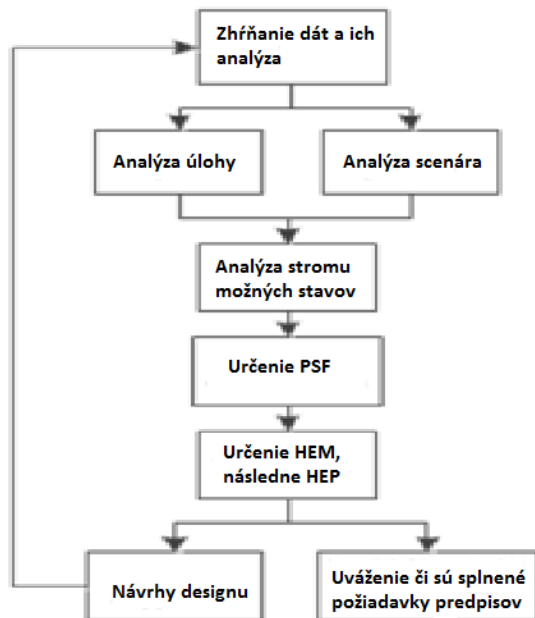 Zhŕňanie dát a ich
analýza
Analýza úlohy
Analýza scenára
Analýza stromu
možných stavov
Určenie PSF
Určenie HEM,
následne HEP
Návrhy designu
Uváženie či sú splnené
požiadavky predpisov